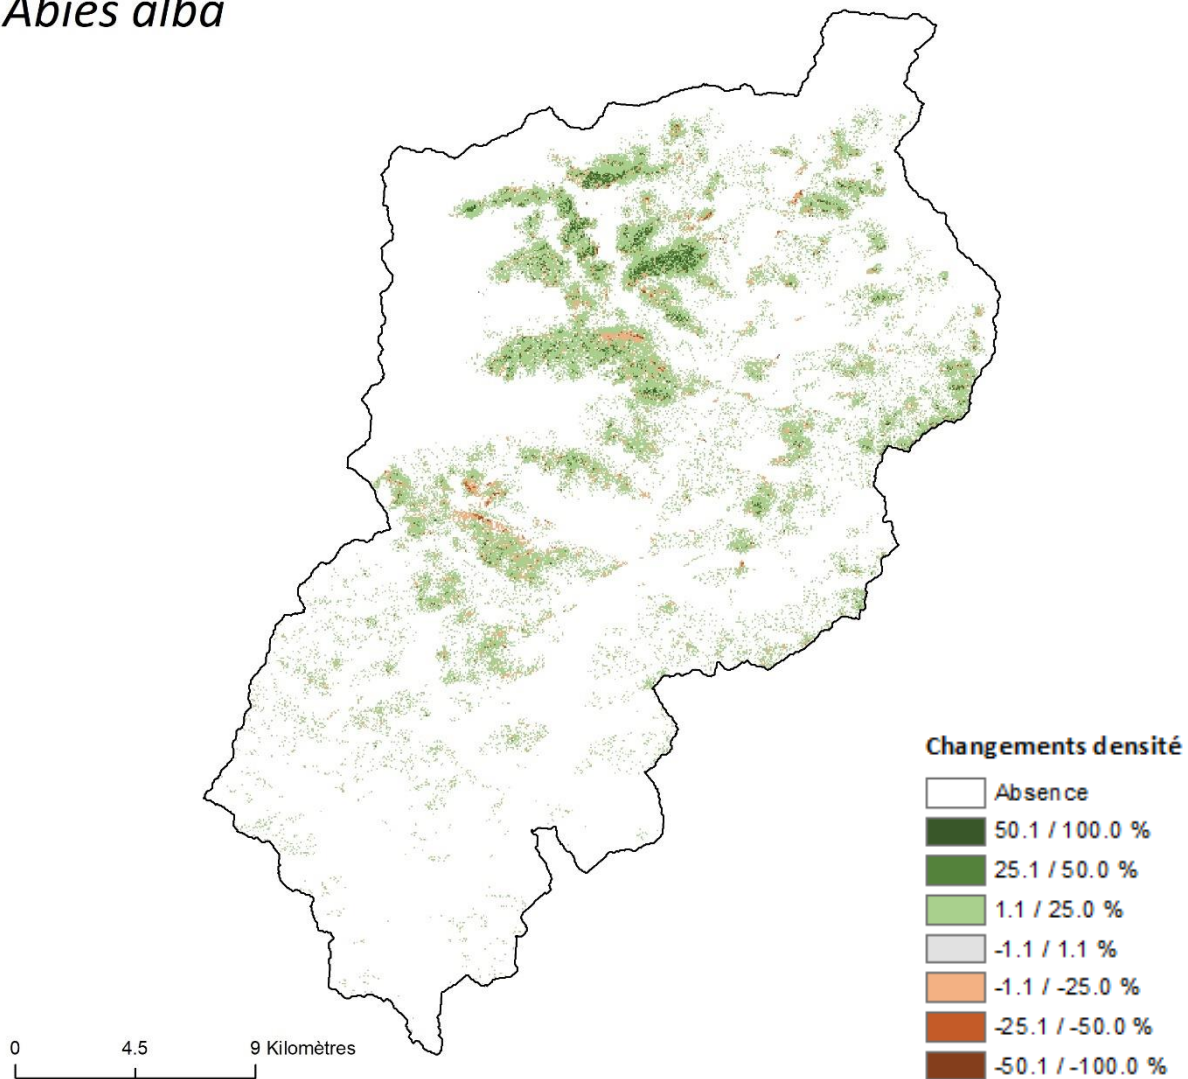 Abies alba
Changements densité
Absence
50.1 / 100.0 %
25.1 / 50.0 %
1.1 / 25.0 %
-1.1 / 1.1 %
-1.1 / -25.0 %
-25.1 / -50.0 %
-50.1 / -100.0 %
0 4.5 9 Kilomètres